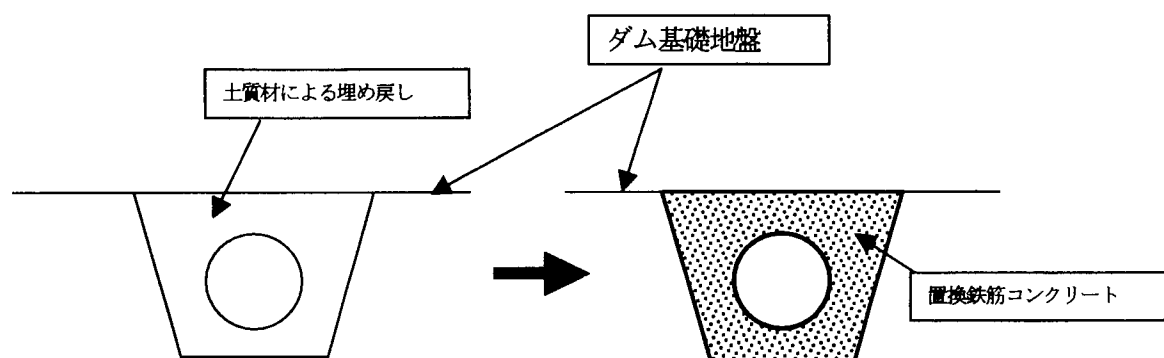 ダム基礎地盤
土質材による埋め戻し
置換鉄筋コンクリート